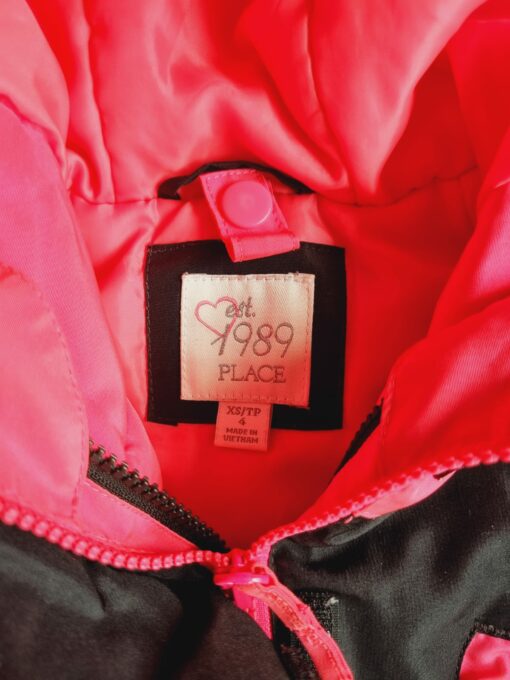 est.
1989
PLACE
XS/TP
4
MADE IN
VIETNAM